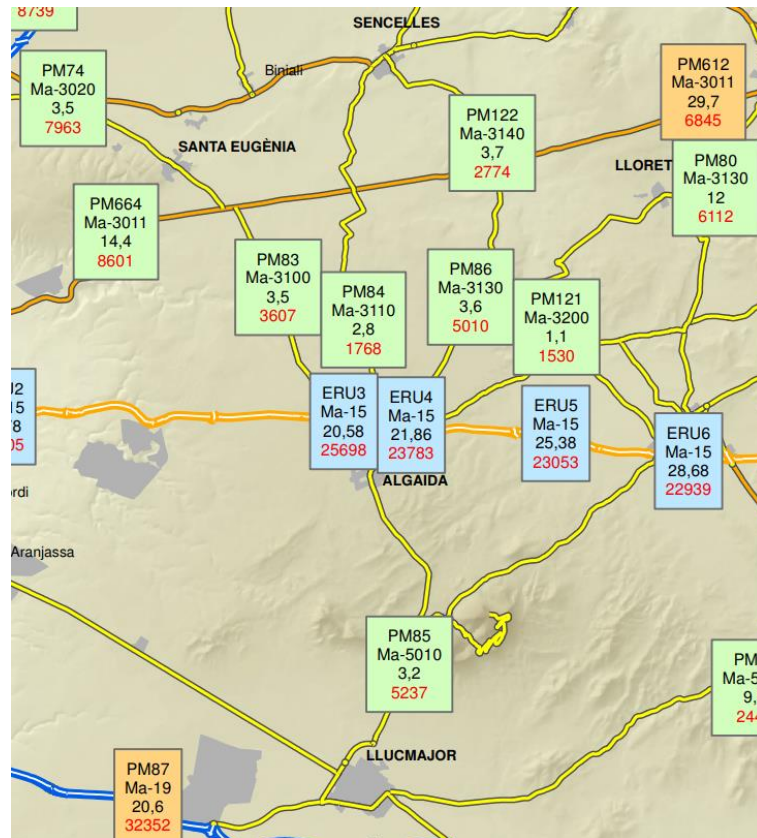 8739
SENCELLES
PM74
Ma-3020
3,5
7963
Biniali
PM612
Ma-3011
29,7
6845
PM122
Ma-3140
3,7
2774
SANTA EUGÈNIA
LLORET
PM80
Ma-3130
12
6112
PM664
Ma-3011
14,4
8601
PM83
Ma-3100
3,5
3607
PM84
Ma-3110
2,8
1768
PM86
Ma-3130
3,6
5010
PM121
Ma-3200
1,1
1530
ERU3
Ma-15
20,58
25698
ERU4
Ma-15
21,86
23783
ERU5
Ma-15
25,38
23053
ERU6
Ma-15
28,68
22939
ALGAIDA
Aranjassa
PM85
Ma-5010
3,2
5237
LLUCMAJOR
PM87
Ma-19
20,6
32352